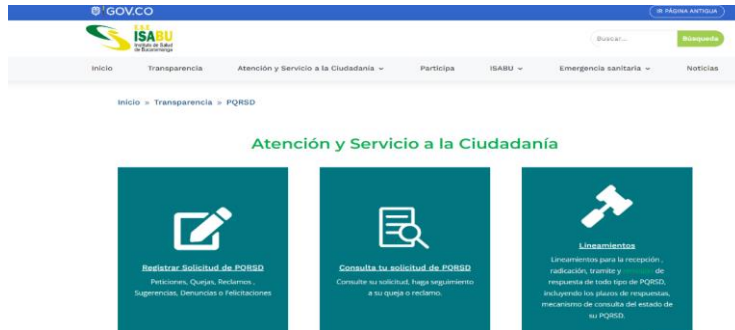 GOV.CO
IR PÁGINA ANTIGUA
E.S.E
ISABU
Instituto de Salud
de Bucaramanga
Buscar...
Búsqueda
Inicio Transparencia Atención y Servicio a la Ciudadanía Participa ISABU Emergencia sanitaria Noticias
Inicio » Transparencia » PQRSD
Atención y Servicio a la Ciudadanía
Registrar Solicitud de PQRSD
Peticiones, Quejas, Reclamos,
Sugerencias, Denuncias o Felicitaciones
Consulta tu solicitud de PQRSD
Consulte su solicitud, haga seguimiento
a su queja o reclamo.
Lineamientos
Lineamientos para la recepción ,
radicación, tramite y de
respuesta de todo tipo de PQRSD,
incluyendo los plazos de respuestas,
mecanismo de consulta del estado de
su PQRSD.